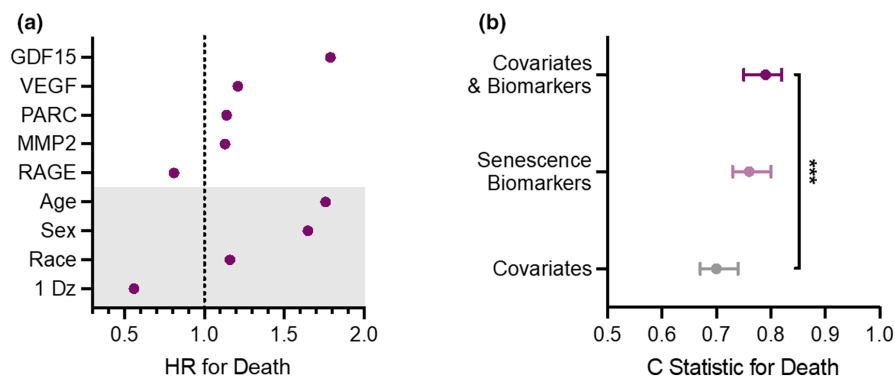 (a)
GDF15
VEGF
PARC
MMP2
RAGE
Age
Sex
Race
1 Dz
0.5 1.0 1.5 2.0
HR for Death
(b)
Covariates
& Biomarkers
Senescence
Biomarkers
Covariates
***
0.5 0.6 0.7 0.8 0.9 1.0
C Statistic for Death